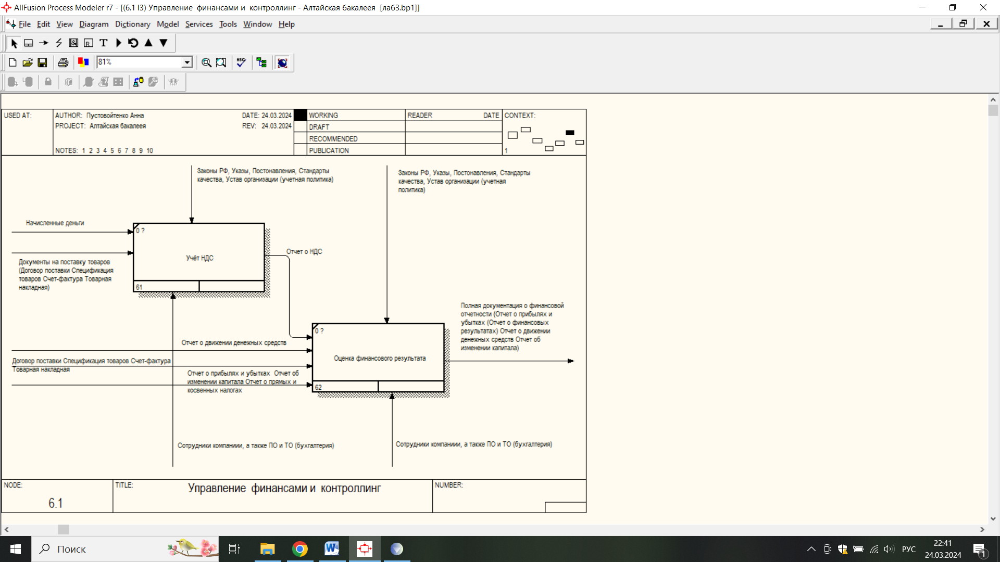 AllFusion Process Modeler r7 - [(6.1 I3) Управление финансами и контроллинг - Алтайская бакалеея [лаб3.bp1]]
File Edit View Diagram Dictionary Model Services Tools Window Help
81%
USED AT:
AUTHOR: Пустовойтенко Анна
DATE: 24.03.2024
PROJECT: Алтайская бакалеея
REV: 24.03.2024
NOTES: 1 2 3 4 5 6 7 8 9 10
WORKING
DRAFT
RECOMMENDED
PUBLICATION
READER DATE
CONTEXT:
1
Законы РФ, Указы, Постонавления, Стандарты
качества, Устав организации (учетная политика)
Законы РФ, Указы, Постонавления, Стандарты
качества, Устав организации (учетная
политика)
Начисленные деньги
0 ?
Учёт НДС
61
Документы на поставку товаров
(Договор поставки Спецификация
товаров Счет-фактура Товарная
накладная)
Отчет о НДС
Полная документация о финансовой
отчетности (Отчет о прибылях и
убытках (Отчет о финансовых
результатах) Отчет о движении
денежных средств Отчет об
изменении капитала)
0 ?
Оценка финансового результата
62
Отчет о движении денежных средств
Договор поставки Спецификация товаров Счет-фактура
Товарная накладная
Отчет о прибылях и убытках Отчет об
изменении капитала Отчет о прямых и
косвенных налогах
Сотрудники компаниии, а также ПО и ТО (бухгалтерия)
Сотрудники компаниии, а также ПО и ТО (бухгалтерия)
NODE:
6.1
TITLE:
Управление финансами и контроллинг
NUMBER:
Поиск
РУС
22:41
24.03.2024
1